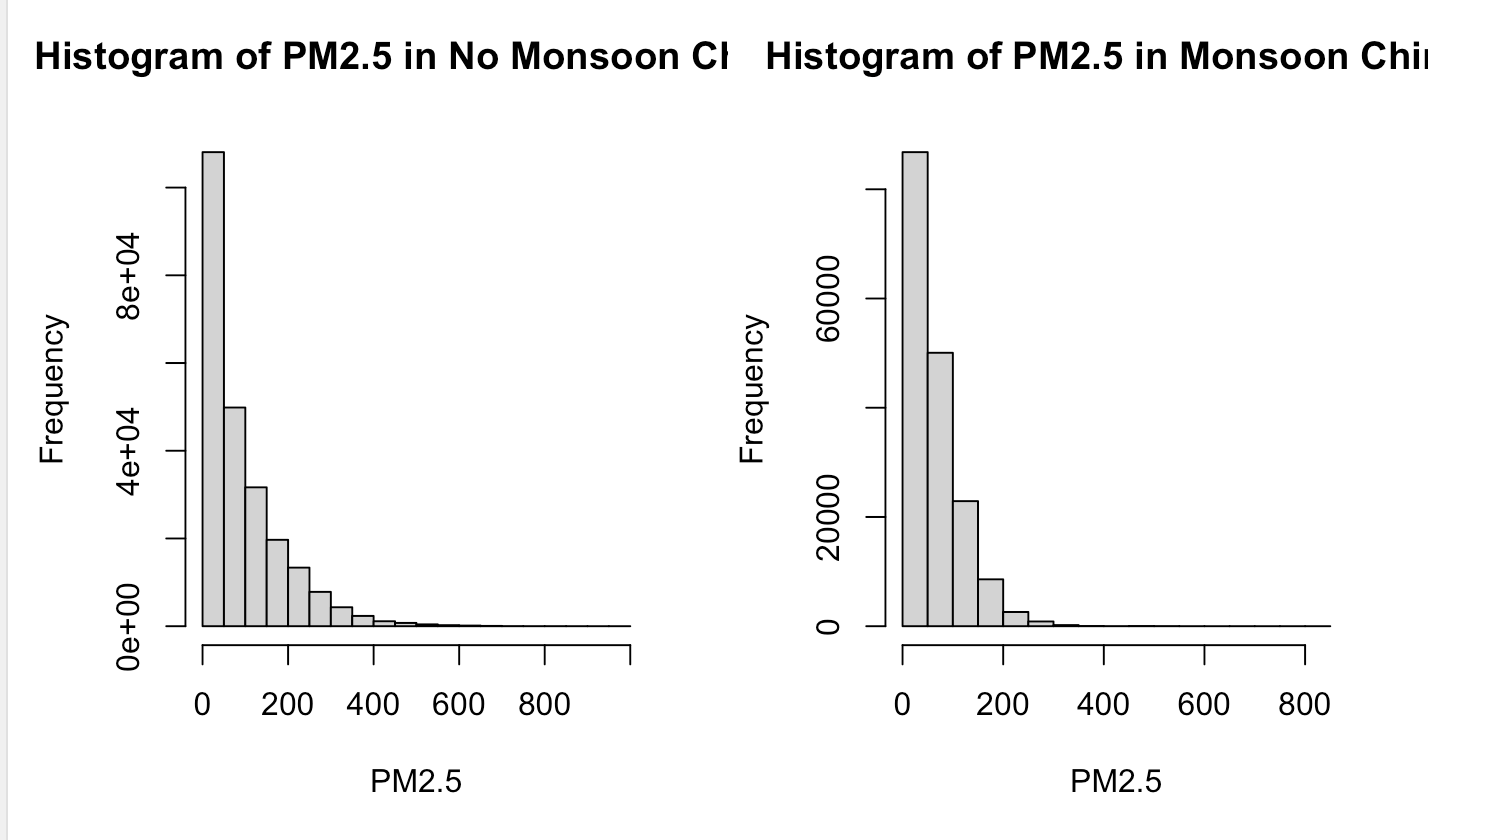 Histogram of PM2.5 in No Monsoon Ch
Frequency
0e+00 4e+04 8e+04
0 200 400 600 800
PM2.5
Histogram of PM2.5 in Monsoon Chi
Frequency
0 20000 60000
0 200 400 600 800
PM2.5